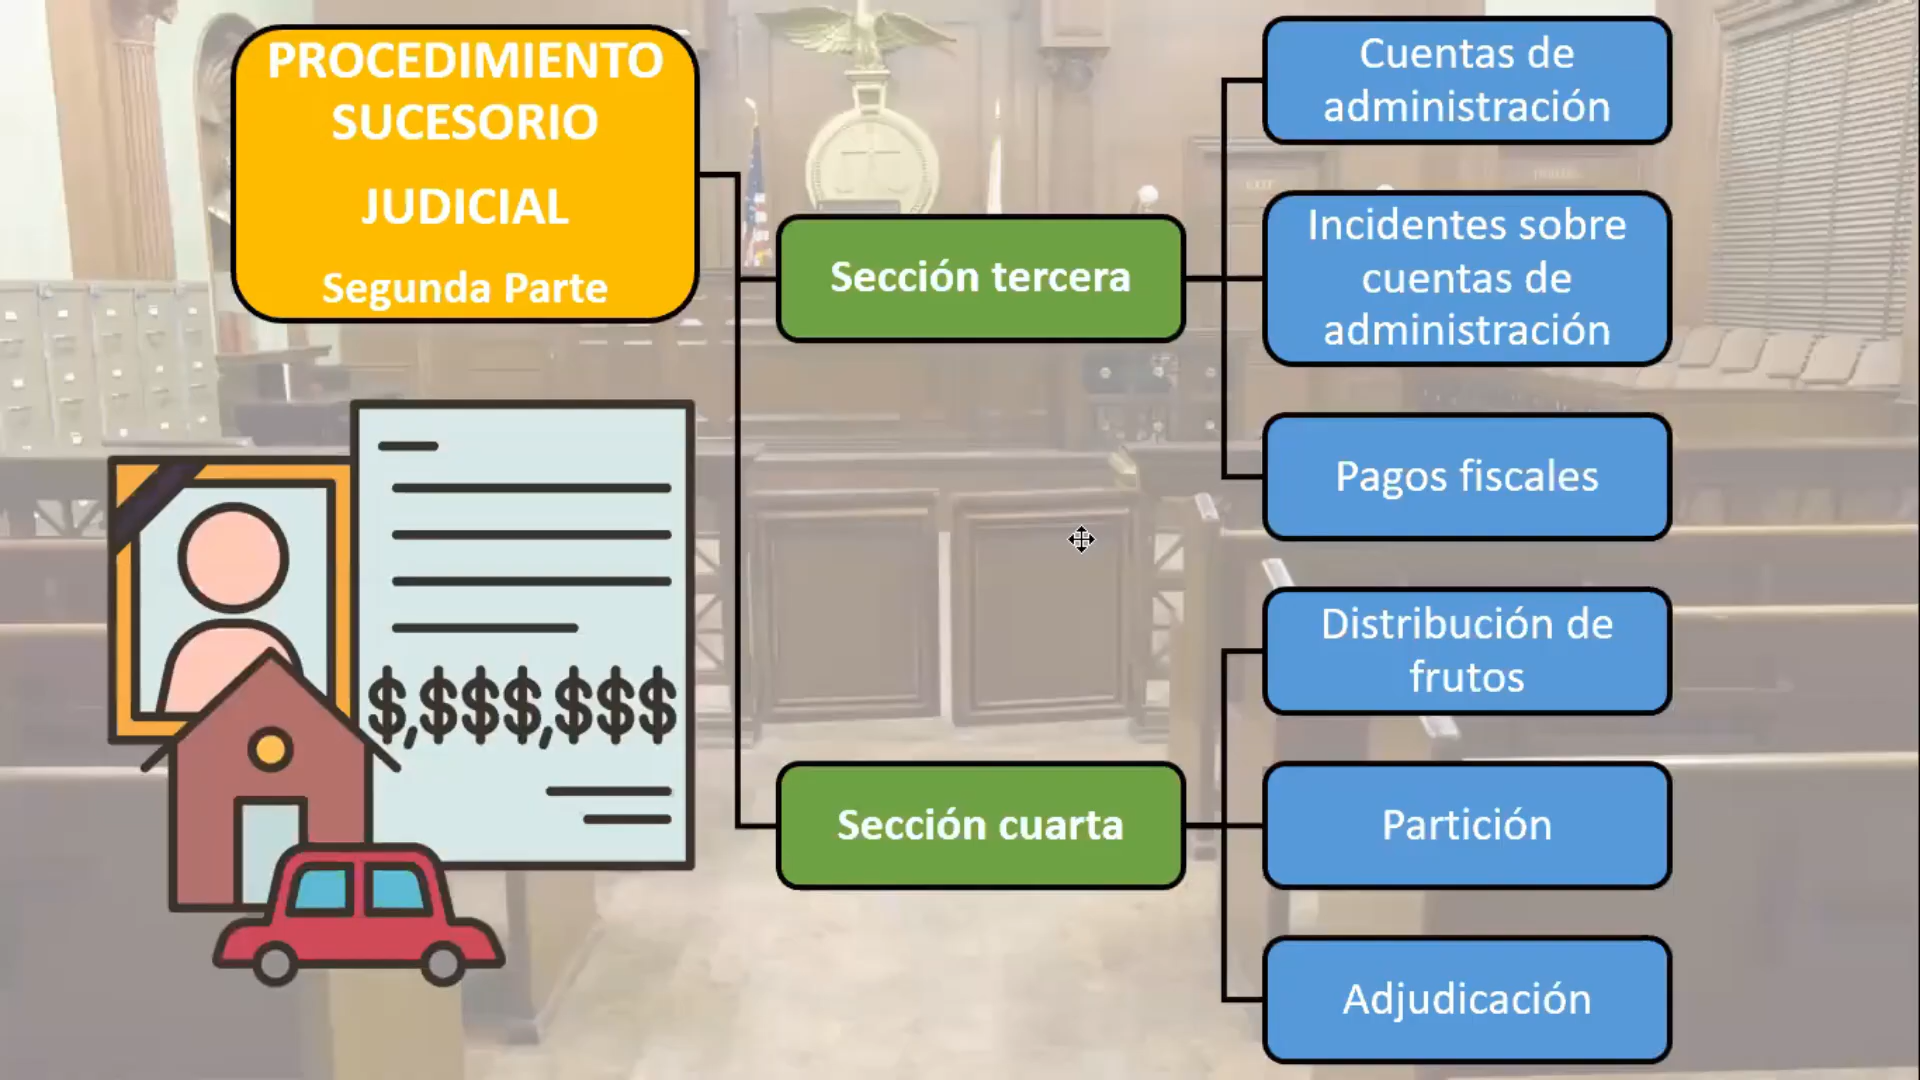 PROCEDIMIENTO
SUCESORIO
JUDICIAL
Segunda Parte
Sección tercera
Cuentas de
administración
Incidentes sobre
cuentas de
administración
Pagos fiscales
Sección cuarta
Distribución de
frutos
Partición
Adjudicación
$,$$$,$$$